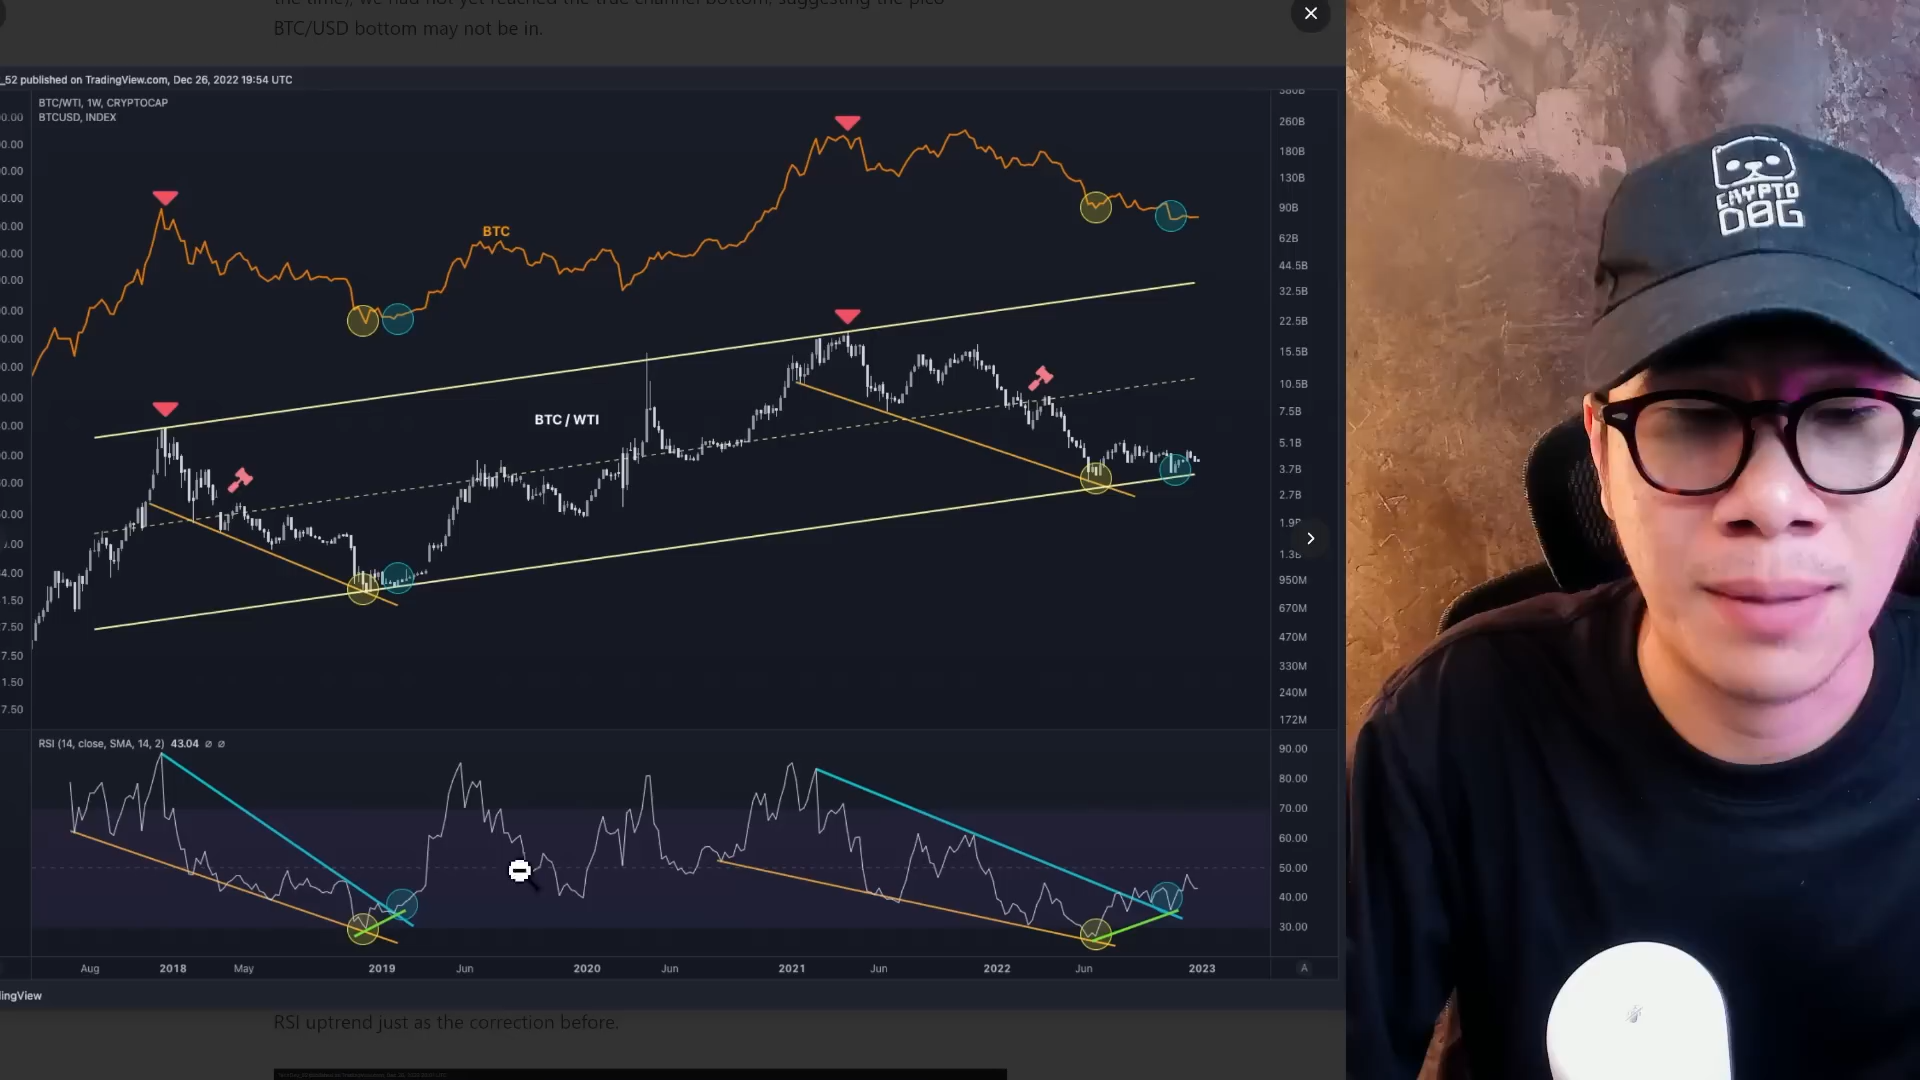 BTC/USD bottom may not be in.
_52 published on TradingView.com, Dec 26, 2022 19:54 UTC
BTC/WTI, 1W, CRYPTOCAP
BTCUSD, INDEX
BTC
BTC / WTI
260B
180B
130B
90B
62B
44.5B
32.5B
22.5B
15.5B
10.5B
7.5B
5.1B
3.7B
2.7B
950M
670M
470M
330M
240M
172M
RSI (14, close, SMA, 14, 2) 43.04
90.00
80.00
70.00
60.00
50.00
40.00
30.00
Aug 2018 May 2019 Jun 2020 Jun 2021 Jun 2022 Jun 2023 A
dingView
RSI uptrend just as the correction before.
CRYPTO
DOG